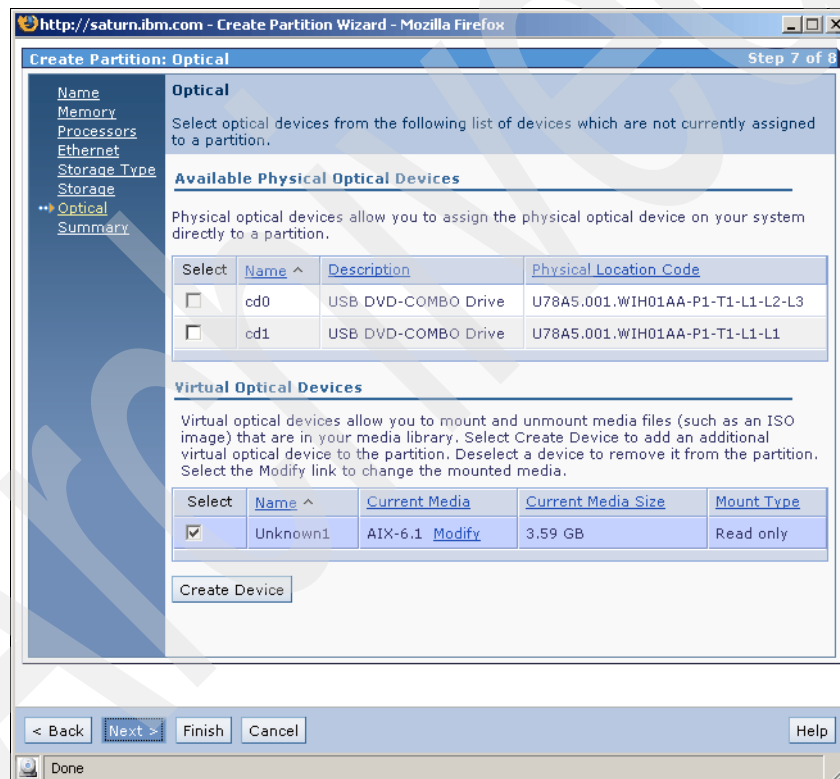 http://saturn.ibm.com - Create Partition Wizard - Mozilla Firefox
Create Partition: Optical Step 7 of 8
Name
Memory
Processors
Ethernet
Storage Type
Storage
Optical
Summary
Optical
Select optical devices from the following list of devices which are not currently assigned
to a partition.
Available Physical Optical Devices
Physical optical devices allow you to assign the physical optical device on your system
directly to a partition.
Select Name ^ Description Physical Location Code
cd0 USB DVD-COMBO Drive U78A5.001.WIH01AA-P1-T1-L1-L2-L3
cd1 USB DVD-COMBO Drive U78A5.001.WIH01AA-P1-T1-L1-L1
Virtual Optical Devices
Virtual optical devices allow you to mount and unmount media files (such as an ISO
image) that are in your media library. Select Create Device to add an additional
virtual optical device to the partition. Deselect a device to remove it from the partition.
Select the Modify link to change the mounted media.
Select Name ^ Current Media Current Media Size Mount Type
Unknown1 AIX-6.1 Modify 3.59 GB Read only
Create Device
< Back Next > Finish Cancel Help
Done